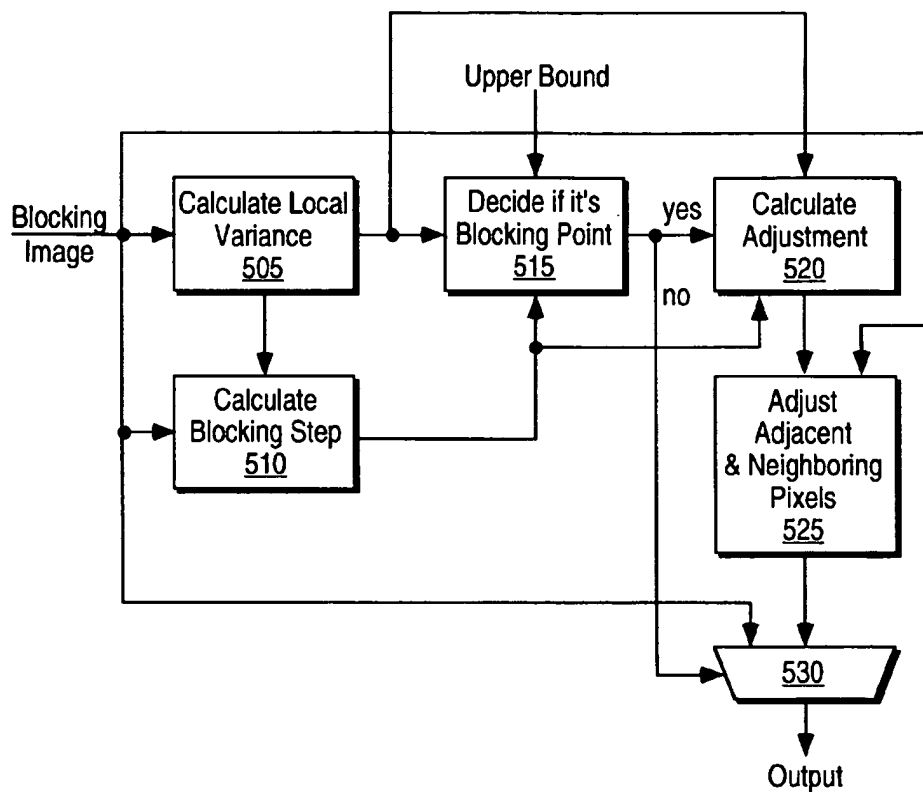 Upper Bound
Blocking
Image
Calculate Local
Variance
505
Decide if it's
Blocking Point
515
yes
no
Calculate
Adjustment
520
Calculate
Blocking Step
510
Adjust
Adjacent
& Neighboring
Pixels
525
530
Output